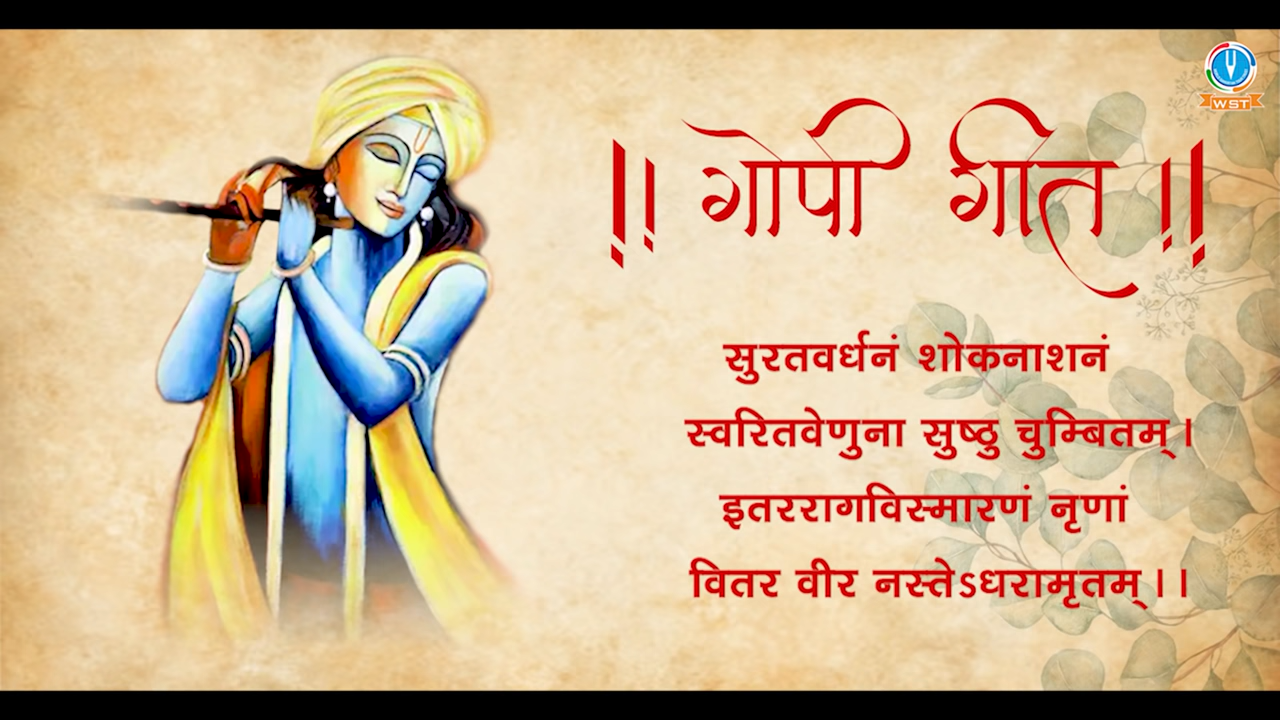 WST
।। गोपी गीत ।।
सुरतवर्धनं शोकनाशनं
स्वरितवेणुना सुष्ठु चुम्बितम्।
इतररागविस्मारणं नृणां
वितर वीर नस्तेऽधरामृतम्।।